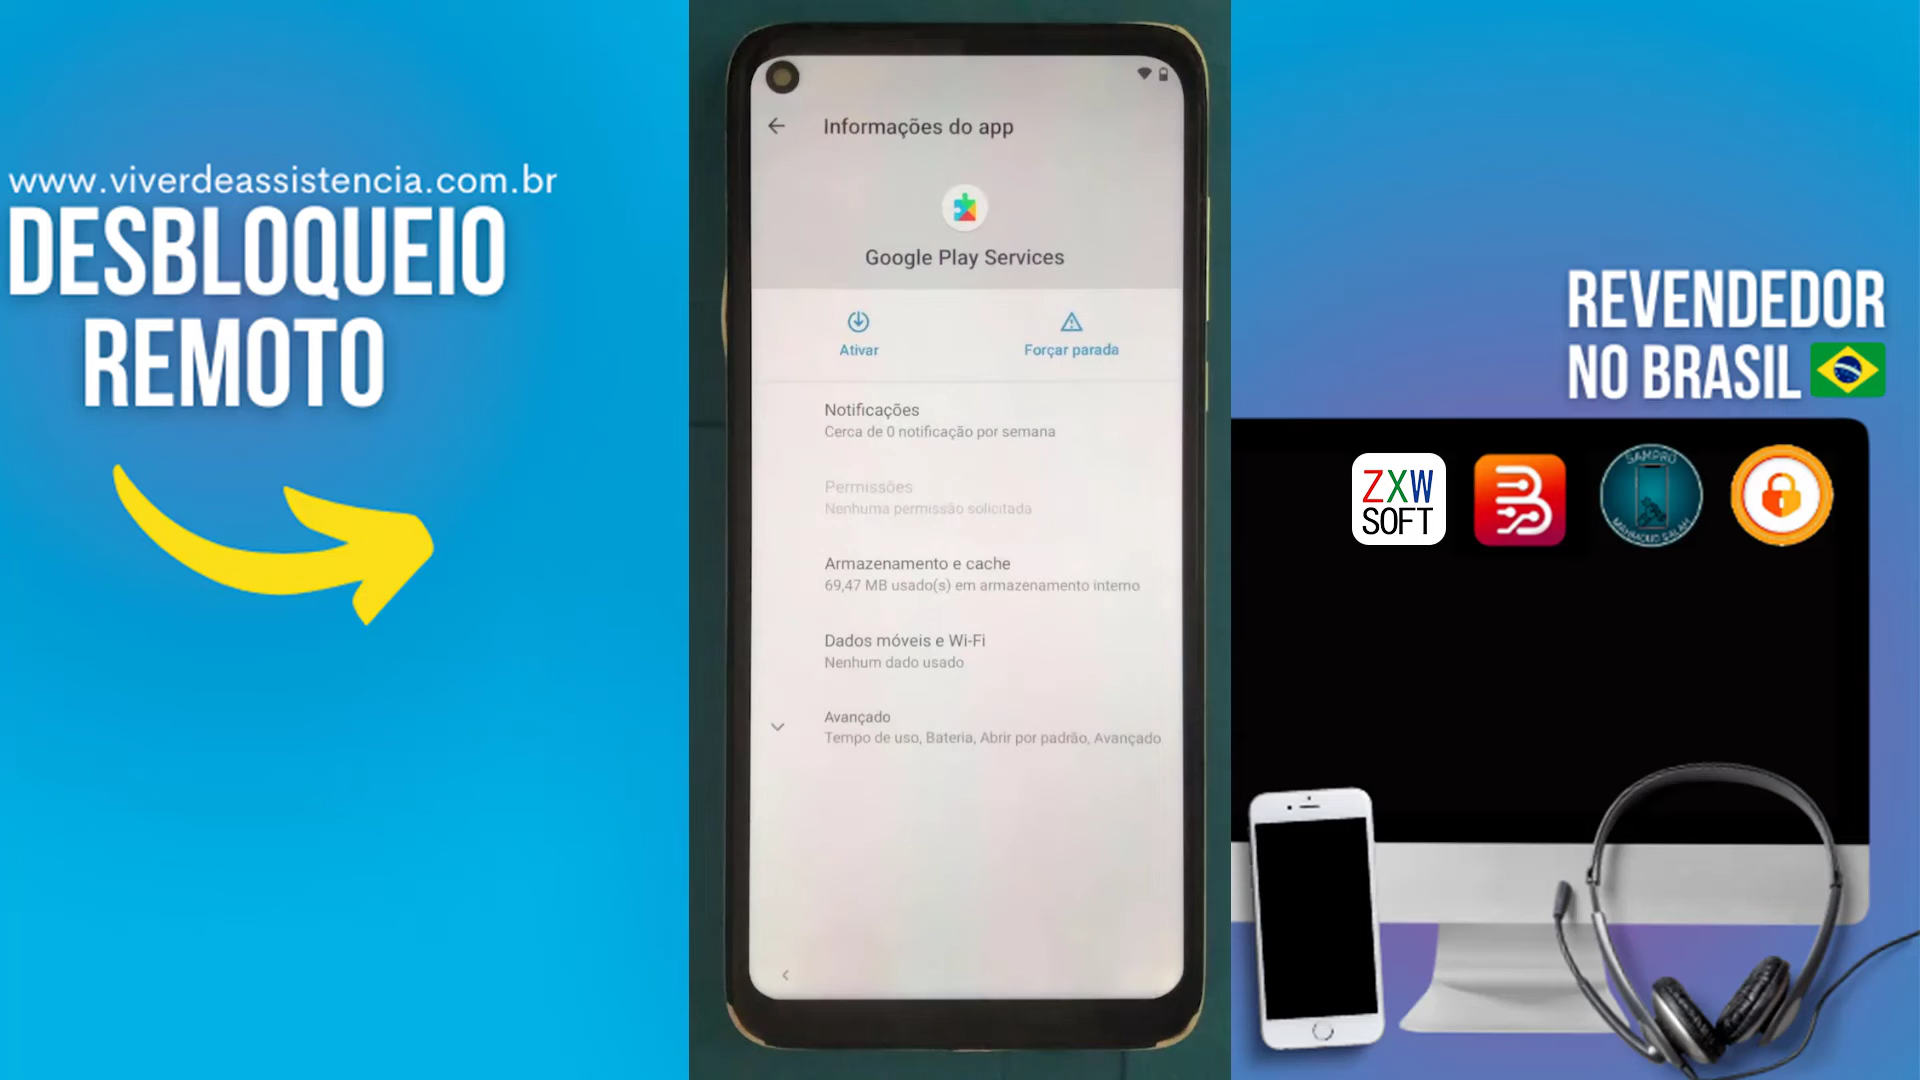 www.viverdeassistencia.com.br
DESBLOQUEIO
REMOTO
Informações do app
Google Play Services
Ativar
Forçar parada
Notificações
Cerca de 0 notificação por semana
Permissões
Nenhuma permissão solicitada
Armazenamento e cache
69,47 MB usado(s) em armazenamento interno
Dados móveis e Wi-Fi
Nenhum dado usado
Avançado
Tempo de uso, Bateria, Abrir por padrão, Avançado
REVENDEDOR
NO BRASIL
ZXW
SOFT
SAMPRO
MAHMOUD SALAH